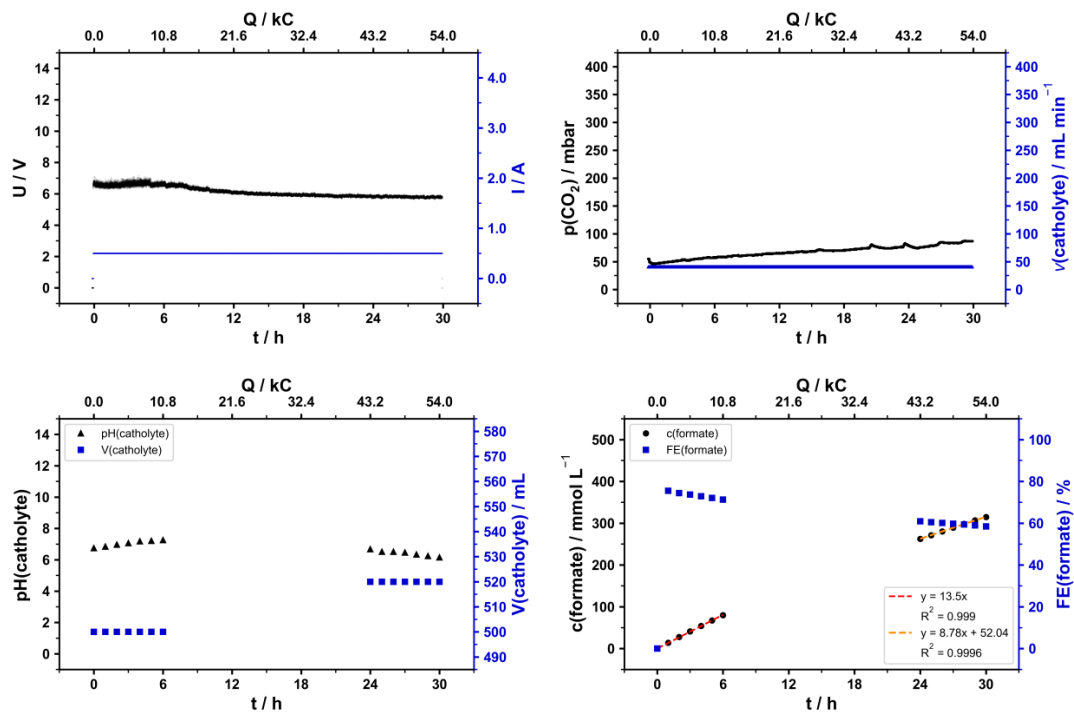 Q / kC
0.0 10.8 21.6 32.4 43.2 54.0
14
12
10
8
6
4
2
0
U / V
4.0
3.0
2.0
1.0
0.0
I / A
0 6 12 18 24 30
t / h
Q / kC
0.0 10.8 21.6 32.4 43.2 54.0
400
350
300
250
200
150
100
50
0
p(CO₂) / mbar
400
350
300
250
200
150
100
50
0
v(catholyte) / mL min⁻¹
0 6 12 18 24 30
t / h
Q / kC
0.0 10.8 21.6 32.4 43.2 54.0
14
12
10
8
6
4
2
0
pH(catholyte)
pH(catholyte)
V(catholyte)
580
570
560
550
540
530
520
510
500
490
V(catholyte) / mL
0 6 12 18 24 30
t / h
Q / kC
0.0 10.8 21.6 32.4 43.2 54.0
500
400
300
200
100
0
c(formate) / mmol L⁻¹
c(formate)
FE(formate)
y = 13.5x
R² = 0.999
y = 8.78x + 52.04
R² = 0.9996
100
80
60
40
20
0
FE(formate) / %
0 6 12 18 24 30
t / h